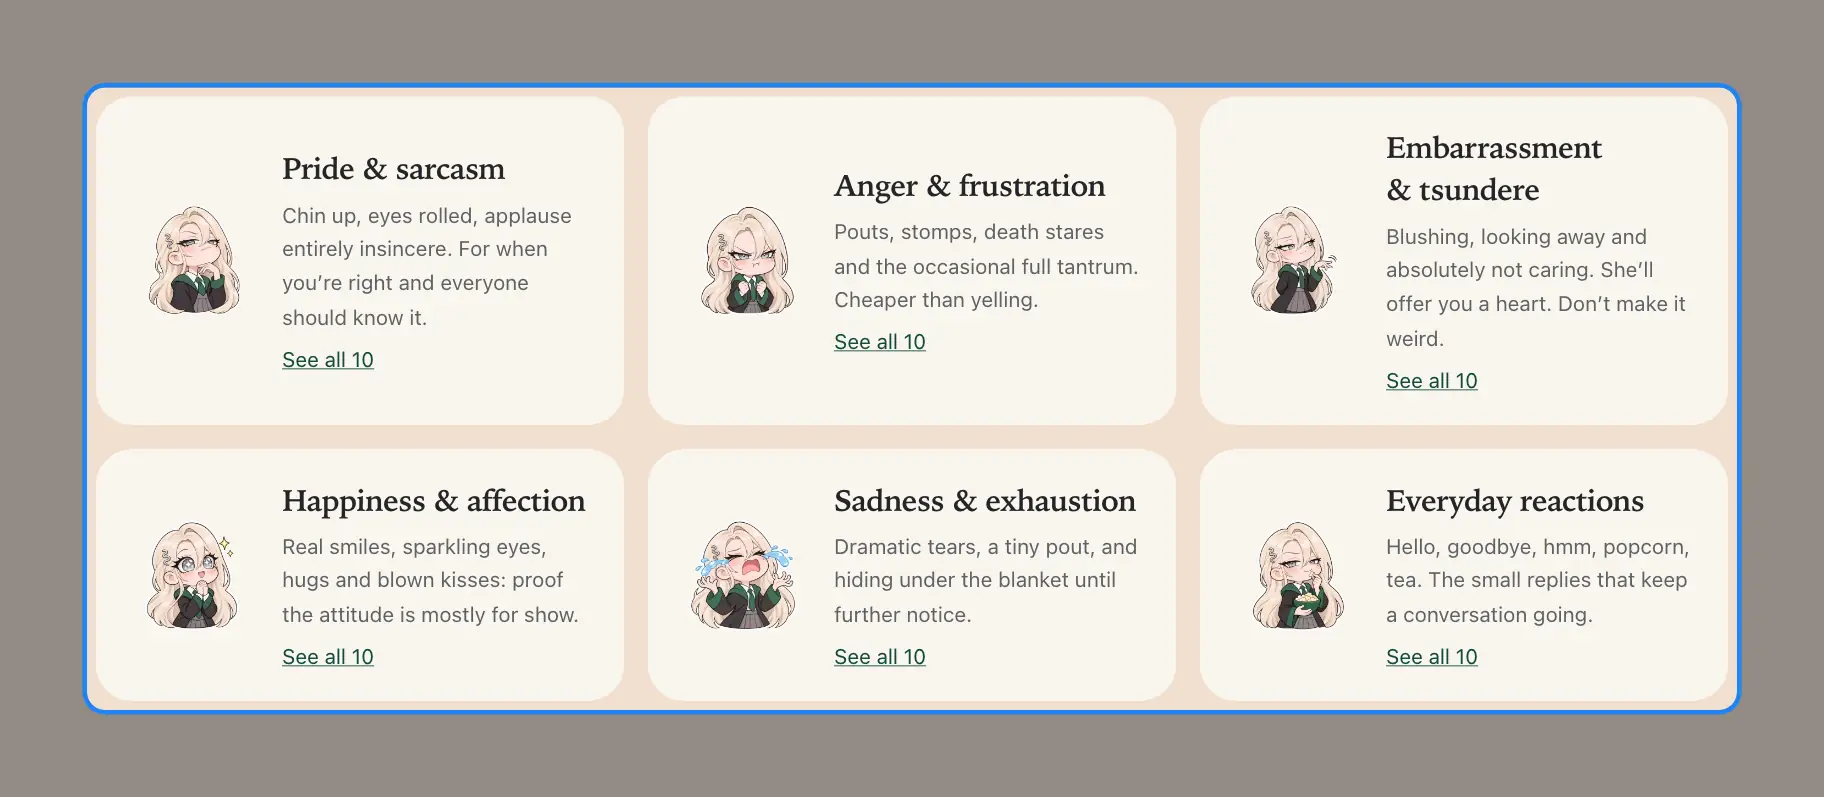 Pride & sarcasm
Chin up, eyes rolled, applause
entirely insincere. For when
you’re right and everyone
should know it.
See all 10
Anger & frustration
Pouts, stomps, death stares
and the occasional full tantrum.
Cheaper than yelling.
See all 10
Embarrassment
& tsundere
Blushing, looking away and
absolutely not caring. She’ll
offer you a heart. Don’t make it
weird.
See all 10
Happiness & affection
Real smiles, sparkling eyes,
hugs and blown kisses: proof
the attitude is mostly for show.
See all 10
Sadness & exhaustion
Dramatic tears, a tiny pout, and
hiding under the blanket until
further notice.
See all 10
Everyday reactions
Hello, goodbye, hmm, popcorn,
tea. The small replies that keep
a conversation going.
See all 10